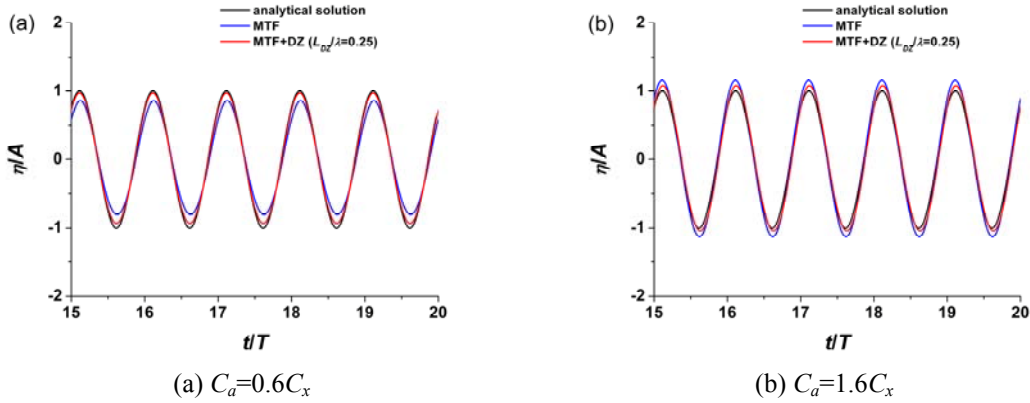 (a)
analytical solution
MTF
MTF+DZ (L_DZ/λ=0.25)
2
1
0
-1
-2
η/A
15 16 17 18 19 20
t/T
(a) C_a=0.6C_x
(b)
analytical solution
MTF
MTF+DZ (L_DZ/λ=0.25)
2
1
0
-1
-2
η/A
15 16 17 18 19 20
t/T
(b) C_a=1.6C_x